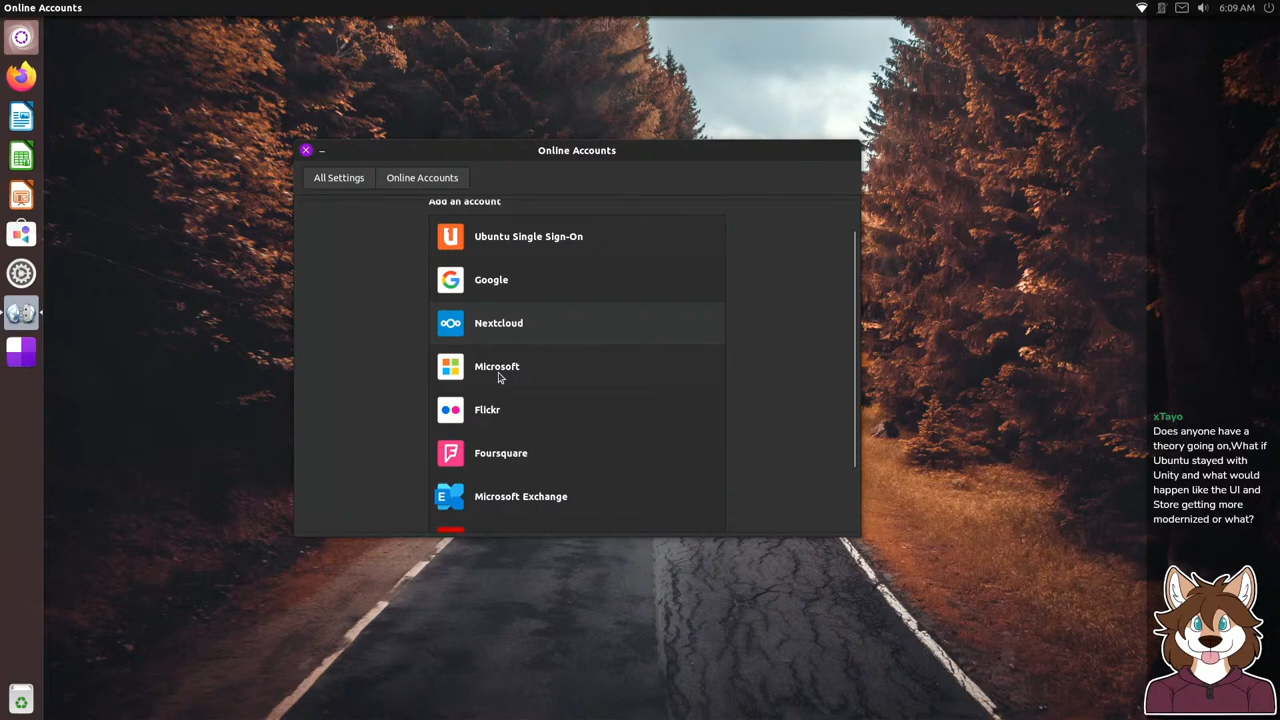 Online Accounts
6:09 AM
Online Accounts
All Settings
Online Accounts
Add an account
Ubuntu Single Sign-On
Google
Nextcloud
Microsoft
Flickr
Foursquare
E
Microsoft Exchange
xTayo
Does anyone have a
theory going on,What if
Ubuntu stayed with
Unity and what would
happen like the UI and
Store getting more
modernized or what?